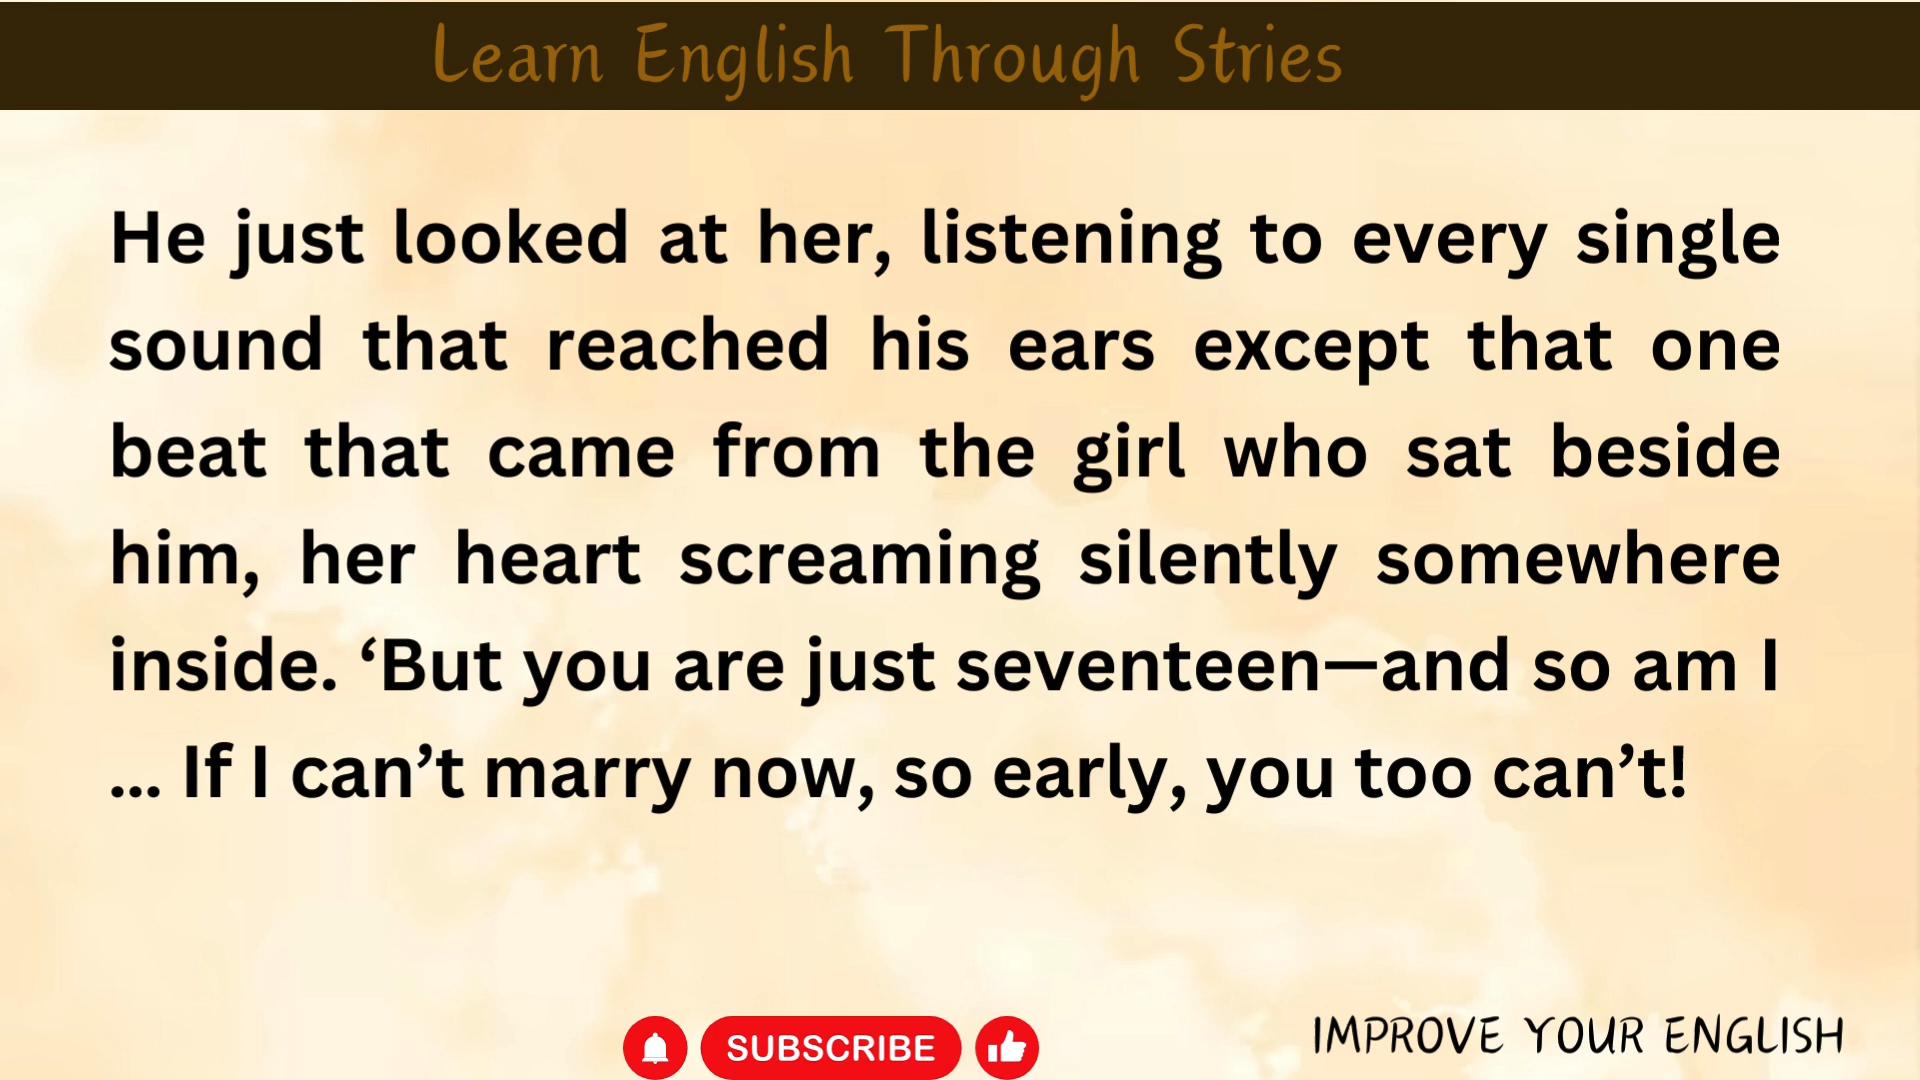 Learn English Through Stries
He just looked at her, listening to every single
sound that reached his ears except that one
beat that came from the girl who sat beside
him, her heart screaming silently somewhere
inside. ‘But you are just seventeen—and so am I
... If I can’t marry now, so early, you too can’t!
SUBSCRIBE
IMPROVE YOUR ENGLISH